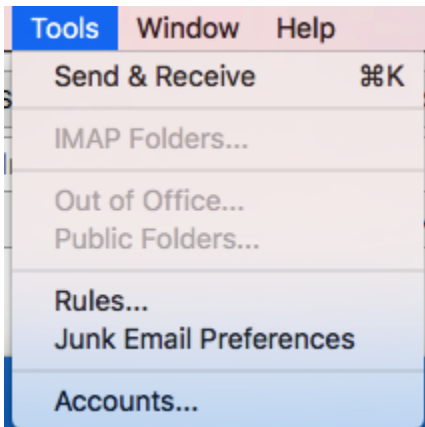 Tools Window Help
Send & Receive ⌘K
IMAP Folders...
Out of Office...
Public Folders...
Rules...
Junk Email Preferences
Accounts...